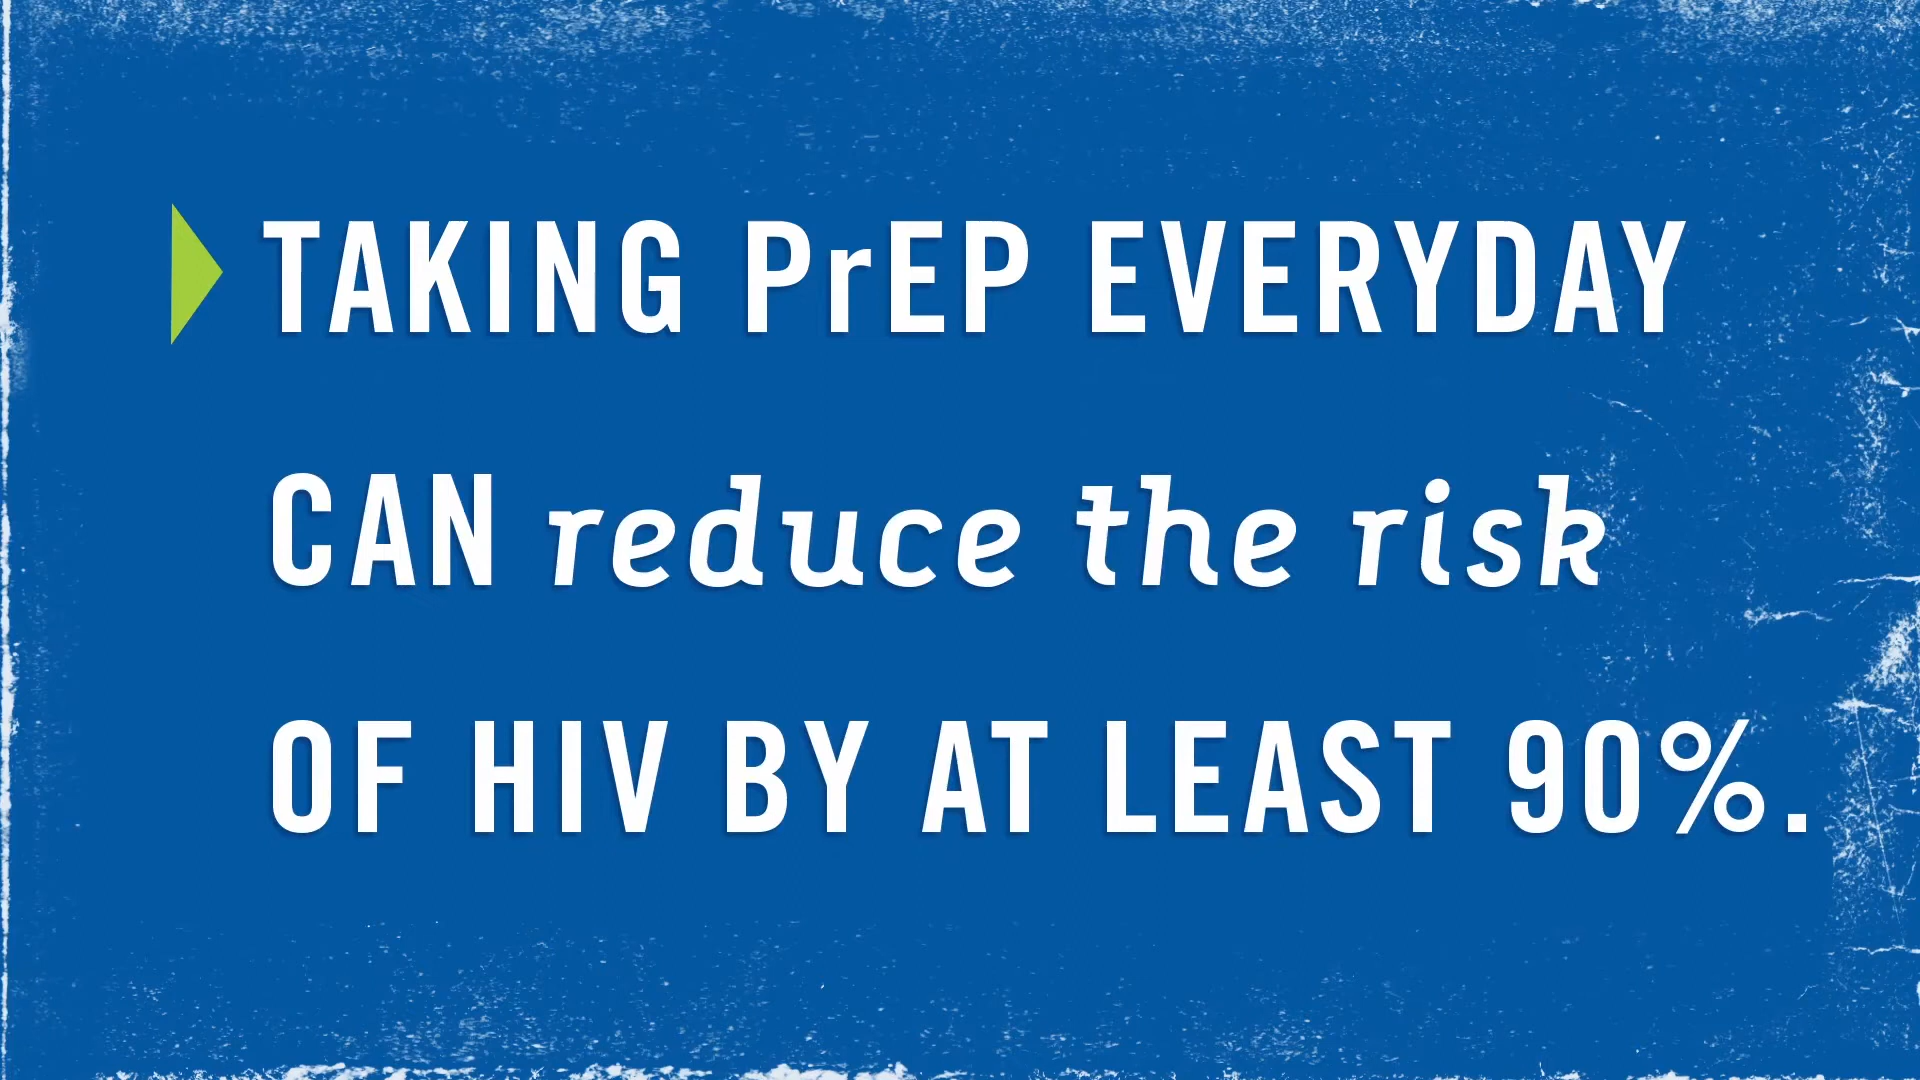 TAKING PrEP EVERYDAY
CAN reduce the risk
OF HIV BY AT LEAST 90%.